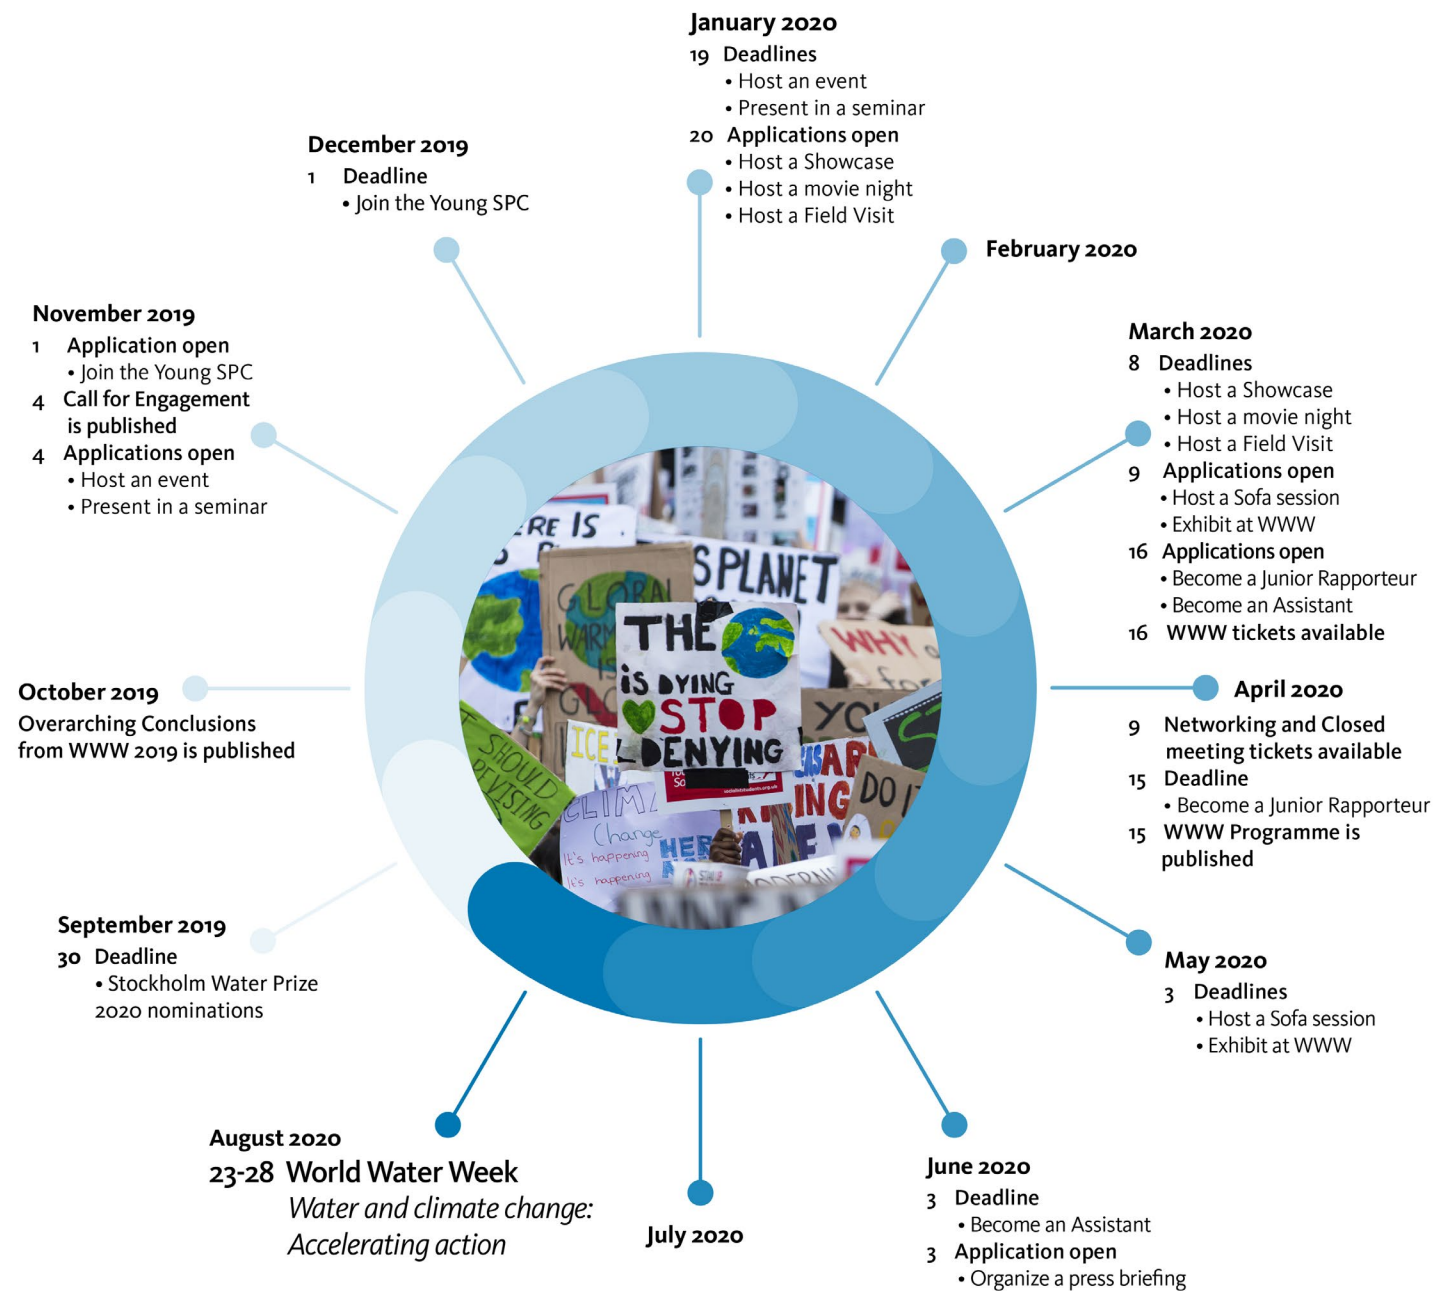 January 2020
19 Deadlines
• Host an event
• Present in a seminar
20 Applications open
• Host a Showcase
• Host a movie night
• Host a Field Visit
February 2020
March 2020
8 Deadlines
• Host a Showcase
• Host a movie night
• Host a Field Visit
9 Applications open
• Host a Sofa session
• Exhibit at WWW
16 Applications open
• Become a Junior Rapporteur
• Become an Assistant
16 WWW tickets available
April 2020
9 Networking and Closed
meeting tickets available
15 Deadline
• Become a Junior Rapporteur
15 WWW Programme is
published
May 2020
3 Deadlines
• Host a Sofa session
• Exhibit at WWW
June 2020
3 Deadline
• Become an Assistant
3 Application open
• Organize a press briefing
July 2020
August 2020
23-28 World Water Week
Water and climate change:
Accelerating action
September 2019
30 Deadline
• Stockholm Water Prize
2020 nominations
October 2019
Overarching Conclusions
from WWW 2019 is published
November 2019
1 Application open
• Join the Young SPC
4 Call for Engagement
is published
4 Applications open
• Host an event
• Present in a seminar
December 2019
1 Deadline
• Join the Young SPC
IS
PLANET
GLOBAL
IS
THE
iS DYING
STOP
DENYING
WHY
ICE
I SHOULD
Change
It's happening
It's happening
DO